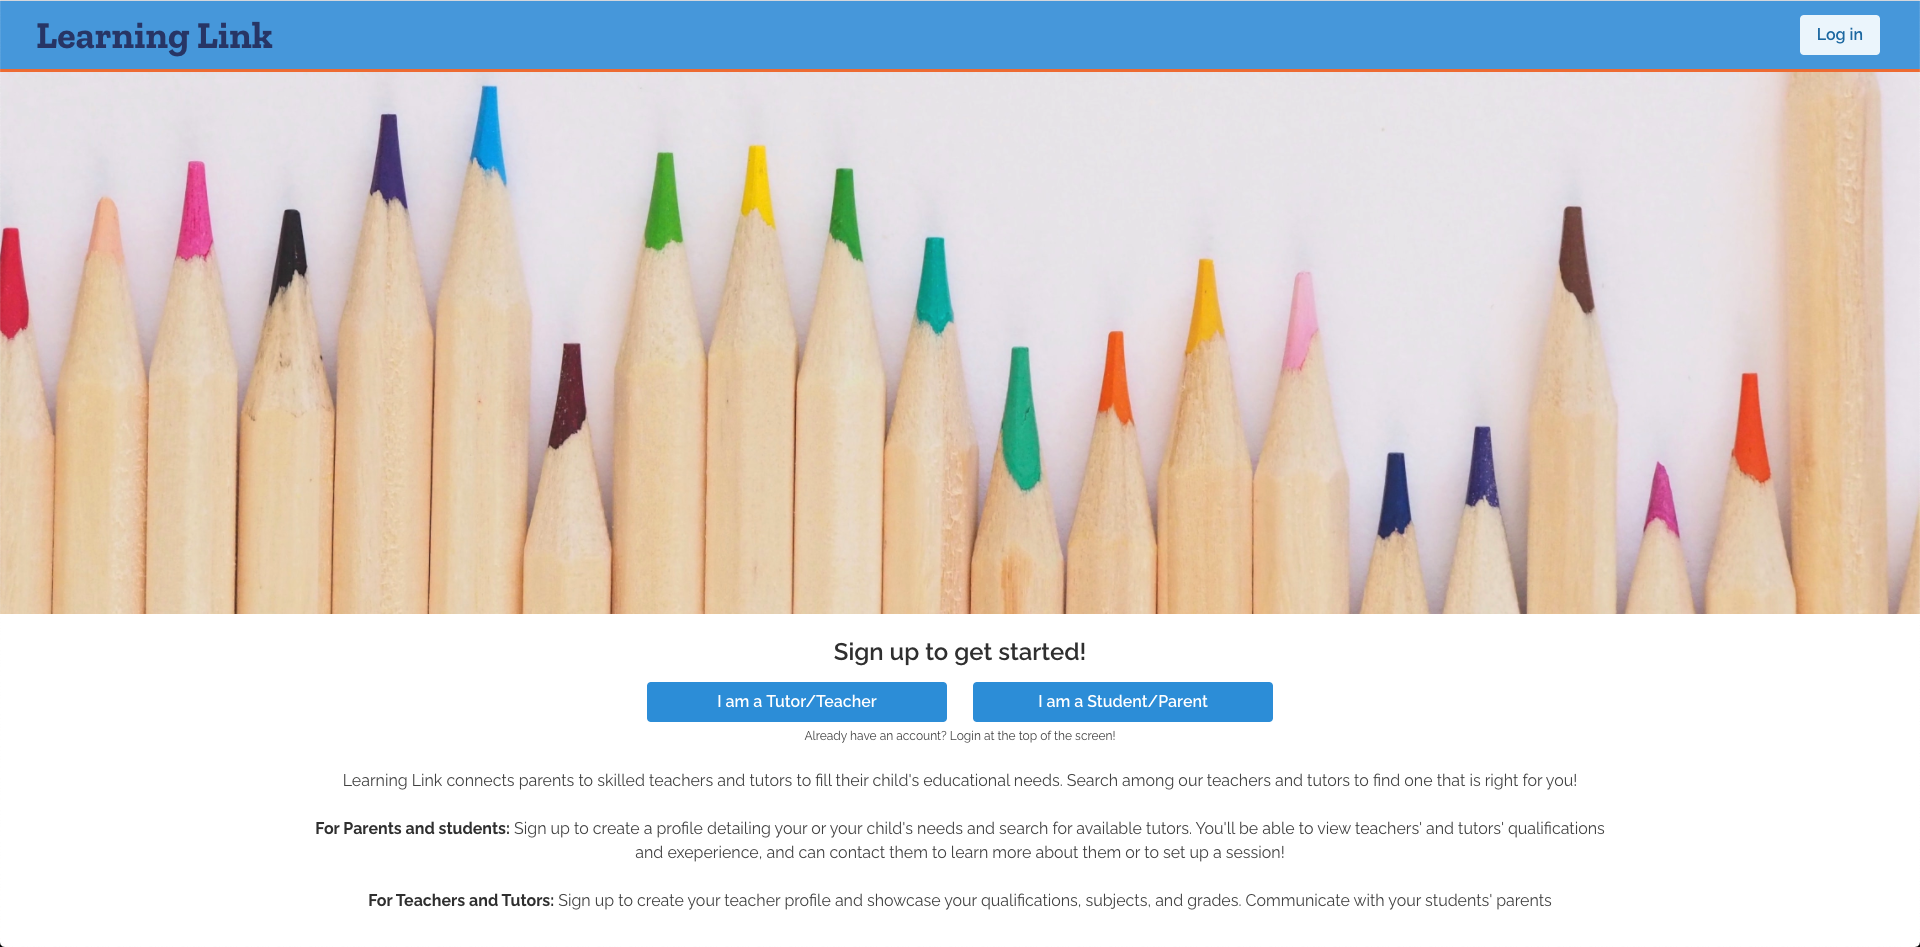 Learning Link
Log in
Sign up to get started!
I am a Tutor/Teacher
I am a Student/Parent
Already have an account? Login at the top of the screen!
Learning Link connects parents to skilled teachers and tutors to fill their child's educational needs. Search among our teachers and tutors to find one that is right for you!
For Parents and students: Sign up to create a profile detailing your or your child's needs and search for available tutors. You'll be able to view teachers' and tutors' qualifications
and exeperience, and can contact them to learn more about them or to set up a session!
For Teachers and Tutors: Sign up to create your teacher profile and showcase your qualifications, subjects, and grades. Communicate with your students' parents